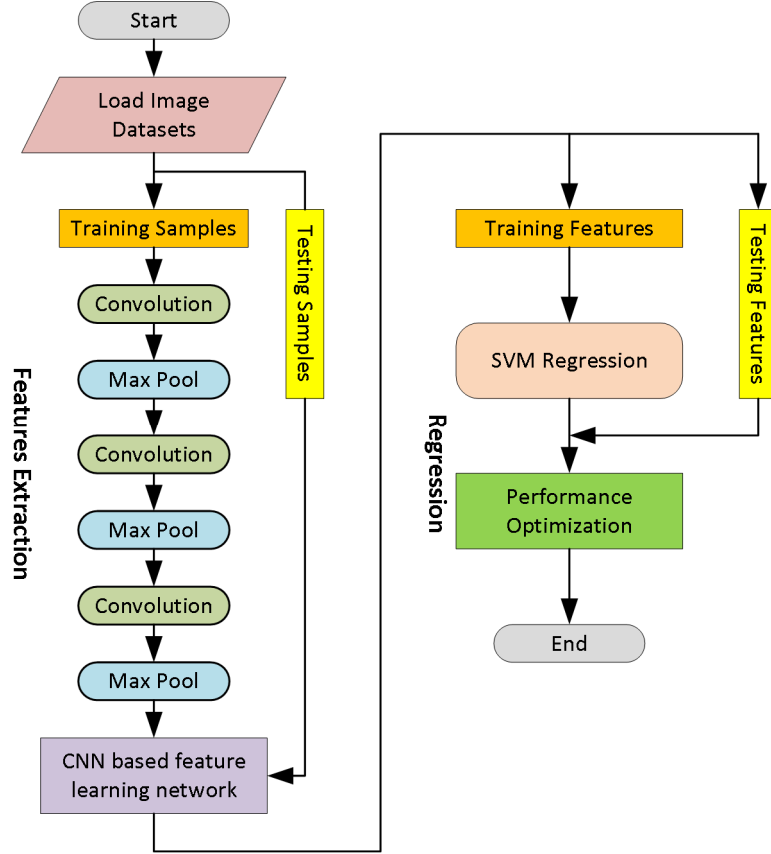 Start
Load Image
Datasets
Training Samples
Testing Samples
Convolution
Max Pool
Convolution
Max Pool
Convolution
Max Pool
CNN based feature
learning network
Features Extraction
Training Features
Testing Features
SVM Regression
Regression
Performance
Optimization
End